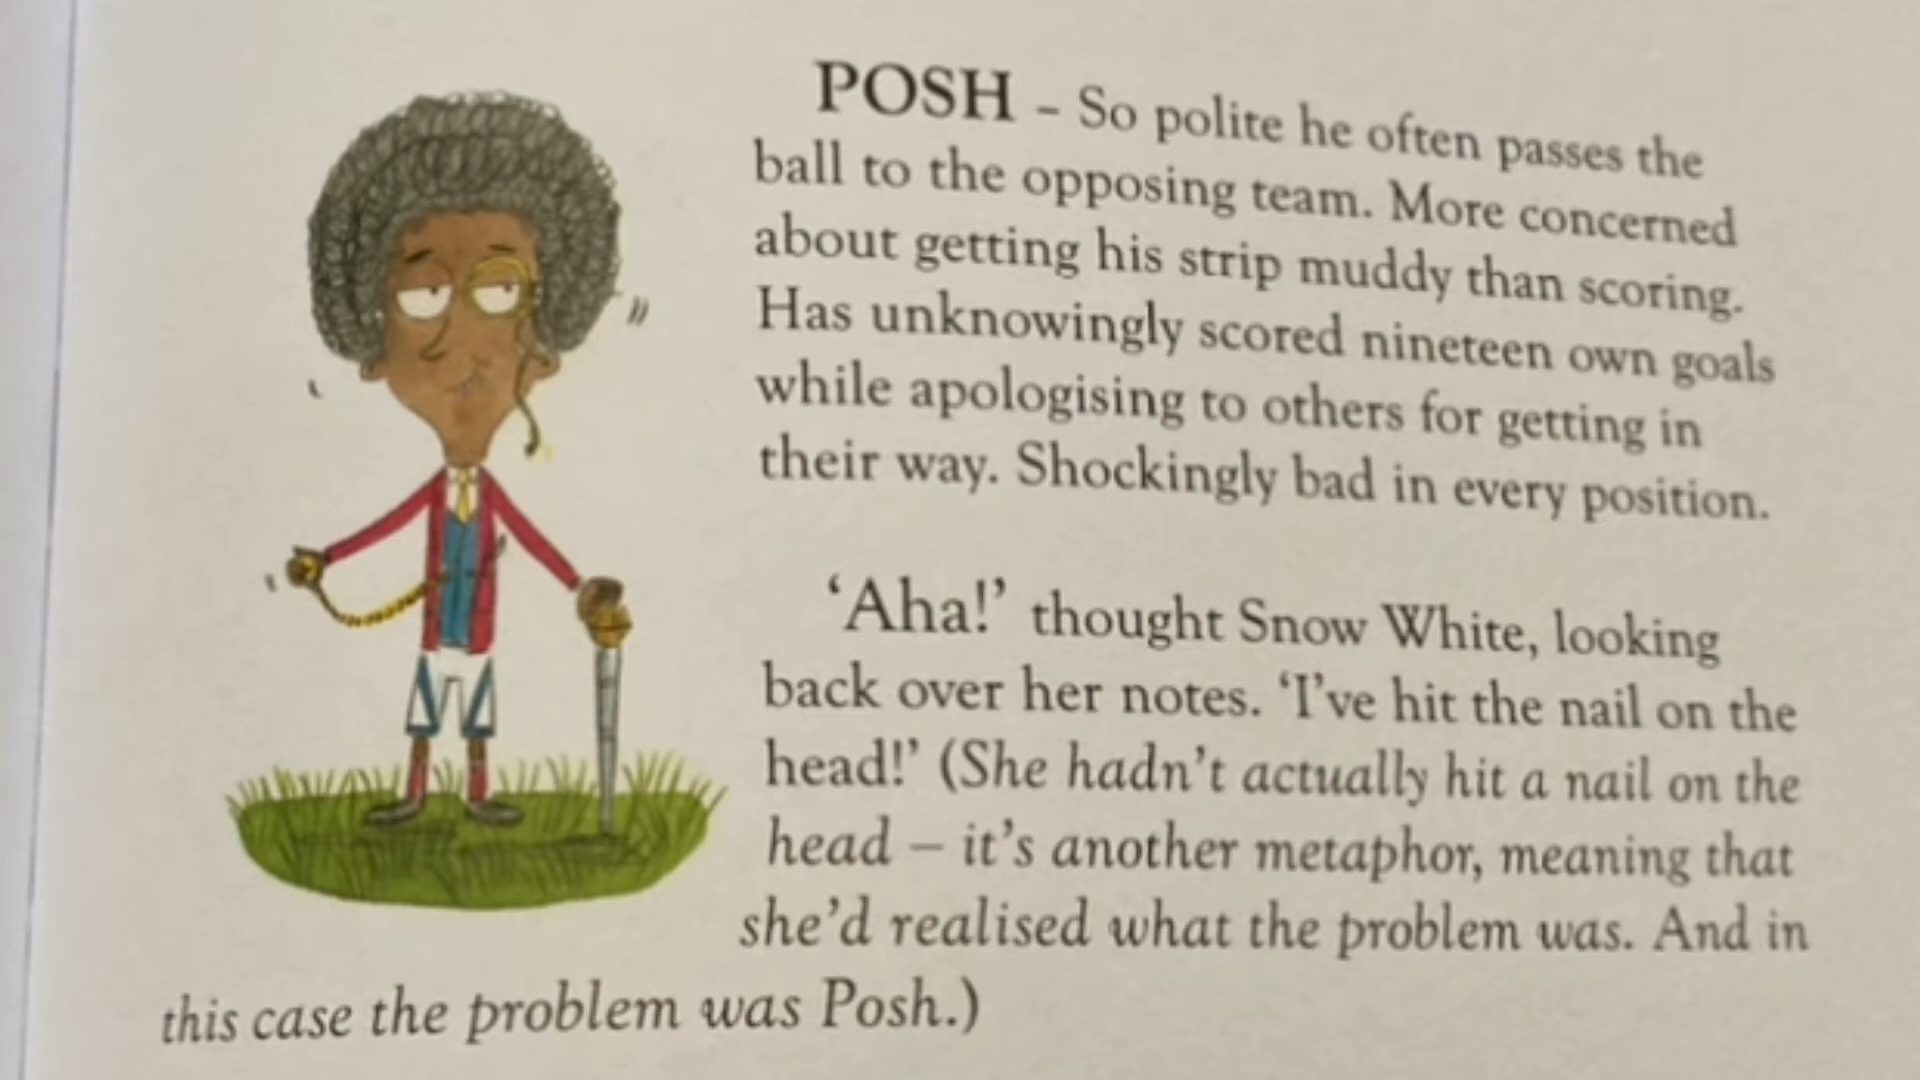 POSH – So polite he often passes the
ball to the opposing team. More concerned
about getting his strip muddy than scoring.
Has unknowingly scored nineteen own goals
while apologising to others for getting in
their way. Shockingly bad in every position.
‘Aha!’ thought Snow White, looking
back over her notes. ‘I’ve hit the nail on the
head!’ (She hadn’t actually hit a nail on the
head – it’s another metaphor, meaning that
she’d realised what the problem was. And in
this case the problem was Posh.)